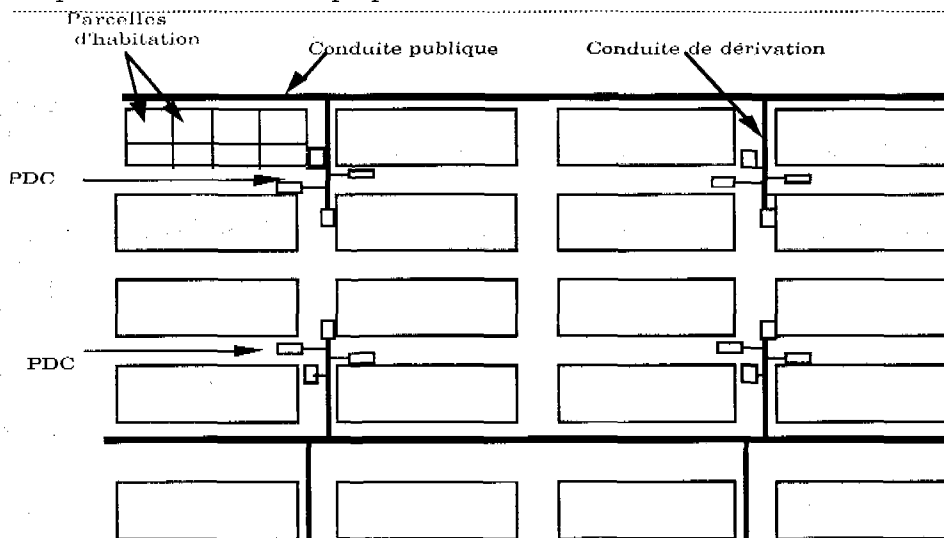 Parcelles
d'habitation
Conduite publique
Conduite de dérivation
PDC
PDC